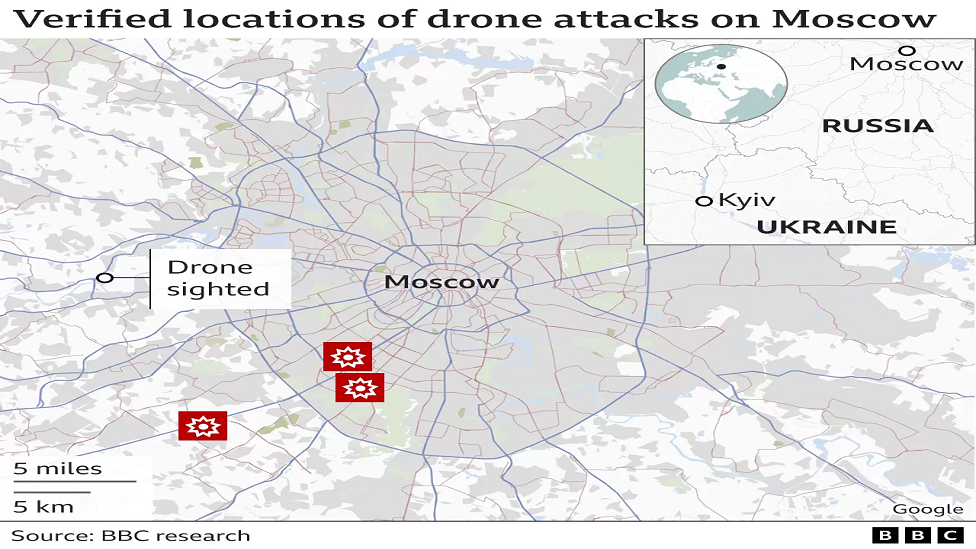 Verified locations of drone attacks on Moscow
Moscow
RUSSIA
Kyiv
UKRAINE
Drone
sighted
Moscow
5 miles
5 km
Google
Source: BBC research
BBC